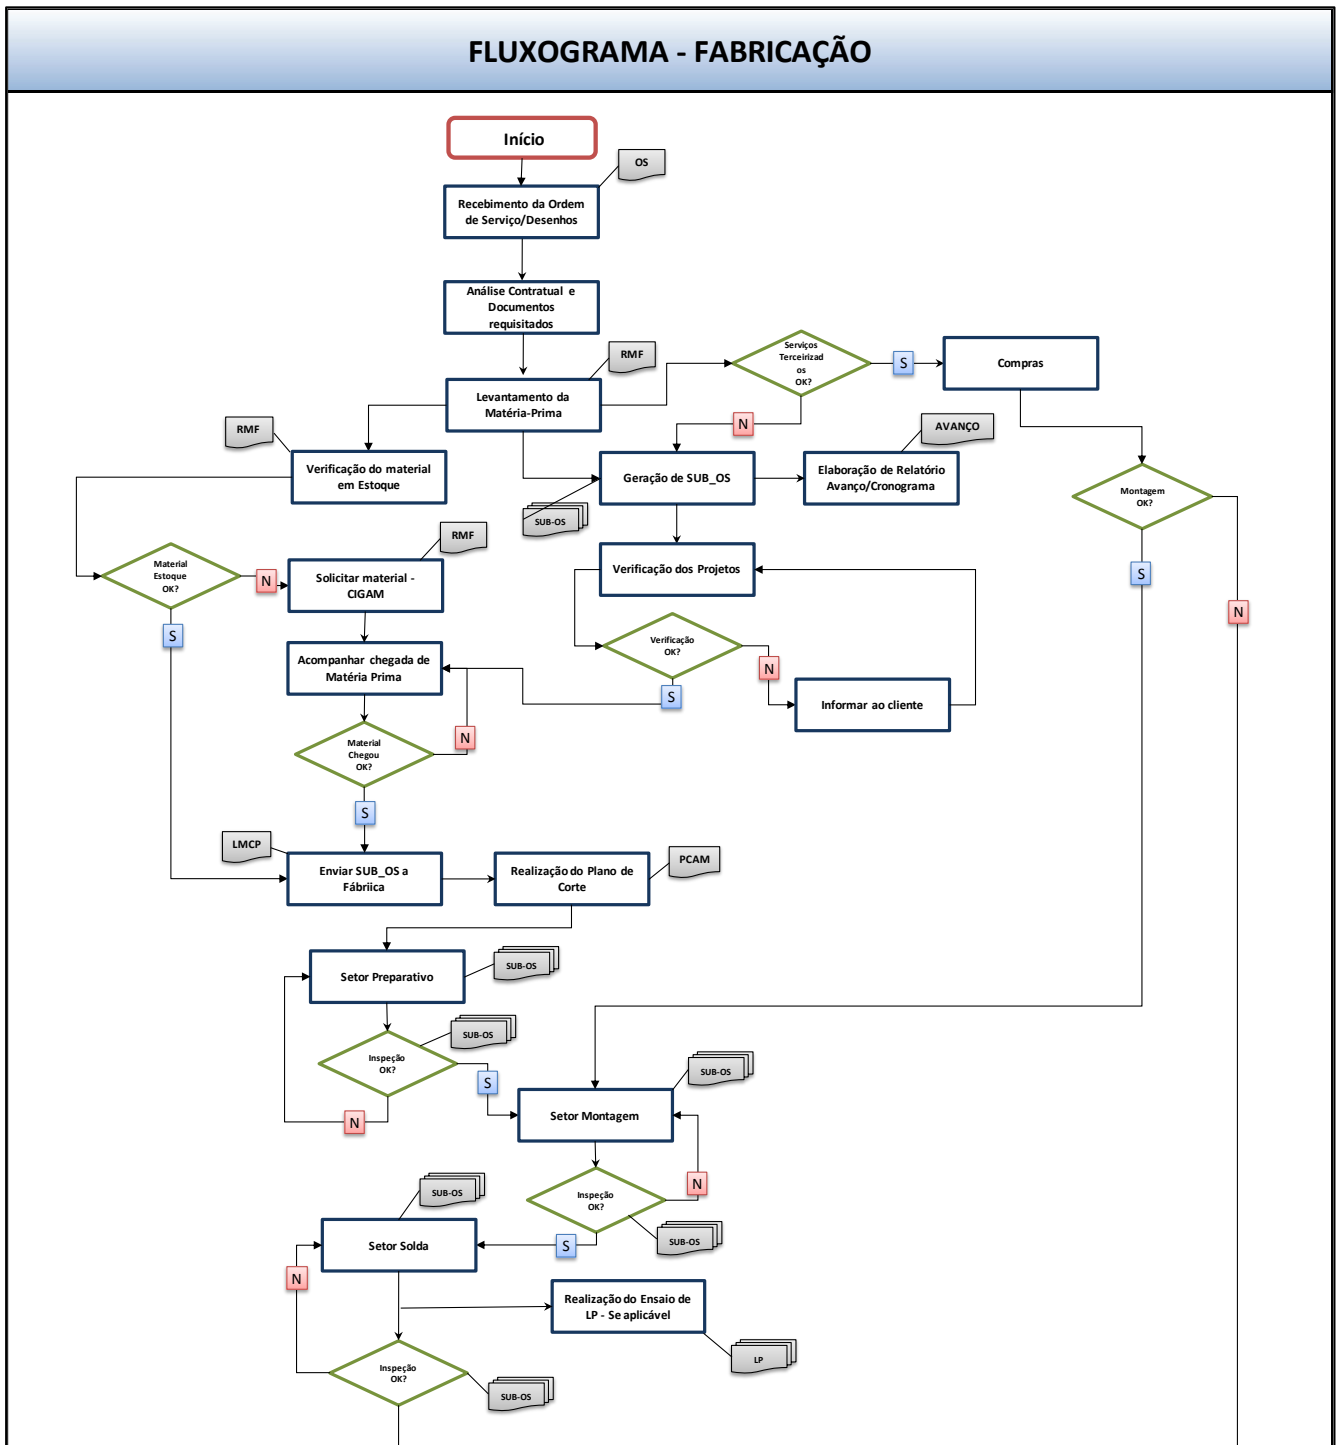 FLUXOGRAMA - FABRICAÇÃO
Início
OS
Recebimento da Ordem
de Serviço/Desenhos
Análise Contratual e
Documentos
requisitados
RMF
Serviços
Terceirizad
os
OK?
S
Compras
Levantamento da
Matéria-Prima
N
RMF
AVANÇO
Verificação do material
em Estoque
Geração de SUB_OS
Elaboração de Relatório
Avanço/Cronograma
Montagem
OK?
SUB-OS
RMF
Material
Estoque
OK?
N
Solicitar material -
CIGAM
Verificação dos Projetos
S
N
S
Verificação
OK?
Acompanhar chegada de
Matéria Prima
N
S
Informar ao cliente
Material
Chegou
OK?
N
S
LMCP
Enviar SUB_OS a
Fábriica
Realização do Plano de
Corte
PCAM
Setor Preparativo
SUB-OS
SUB-OS
Inspeção
OK?
S
SUB-OS
N
Setor Montagem
SUB-OS
Inspeção
OK?
N
SUB-OS
Setor Solda
S
N
Realização do Ensaio de
LP - Se aplicável
LP
Inspeção
OK?
SUB-OS